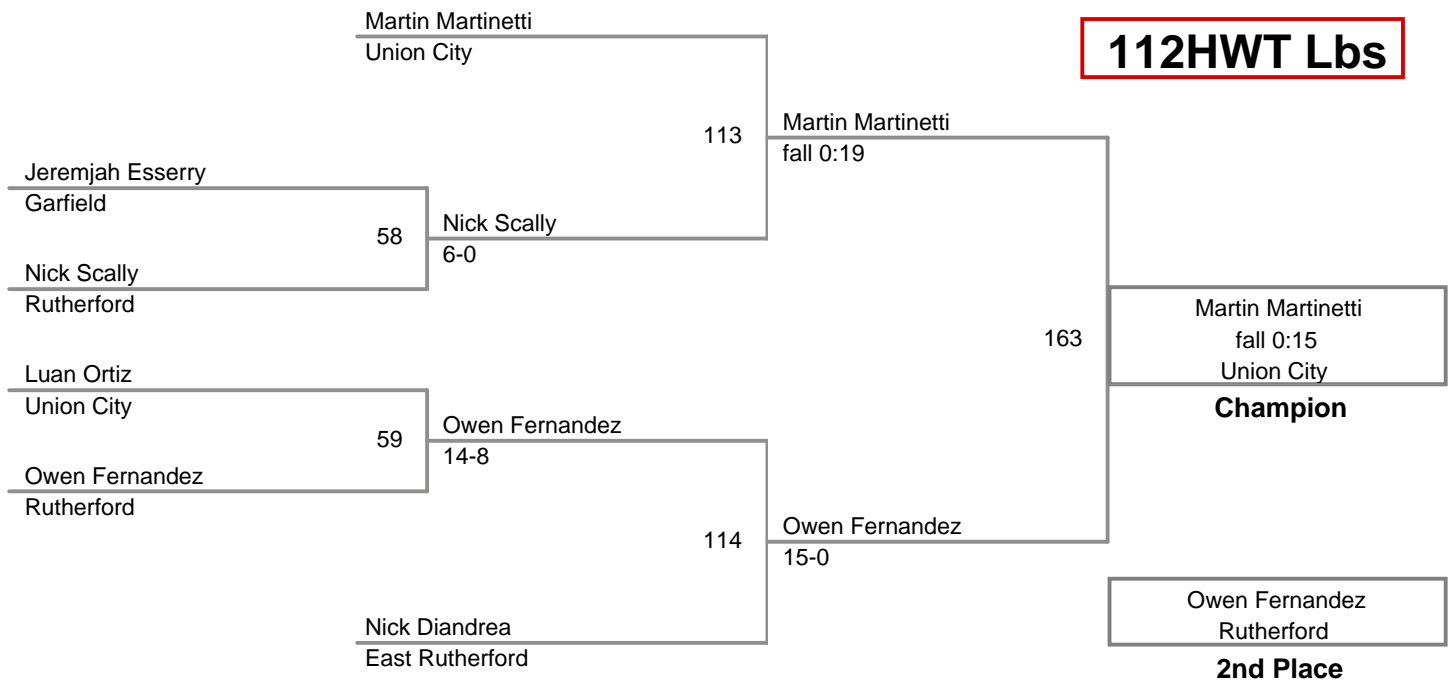 Martin Martinetti
Union City
112HWT Lbs
113
Martin Martinetti
fall 0:19
Jeremjah Esserry
Garfield
58
Nick Scally
6-0
Nick Scally
Rutherford
163
Martin Martinetti
fall 0:15
Union City
Champion
Luan Ortiz
Union City
59
Owen Fernandez
14-8
Owen Fernandez
Rutherford
114
Owen Fernandez
15-0
Nick Diandrea
East Rutherford
Owen Fernandez
Rutherford
2nd Place